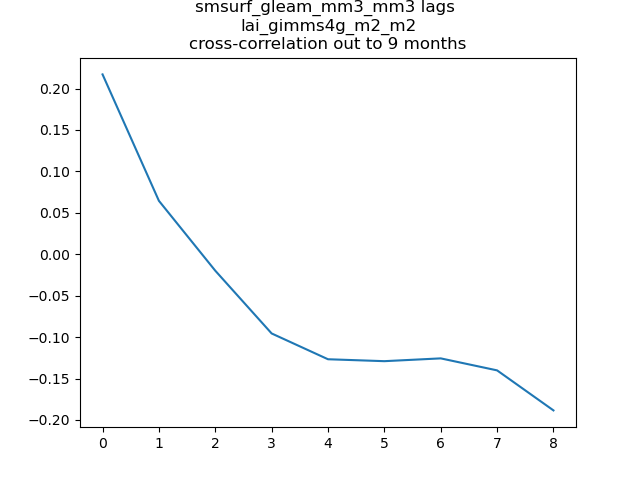 smsurf_gleam_mm3_mm3 lags
lai_gimms4g_m2_m2
cross-correlation out to 9 months
0.20
0.15
0.10
0.05
0.00
−0.05
−0.10
−0.15
−0.20
0 1 2 3 4 5 6 7 8